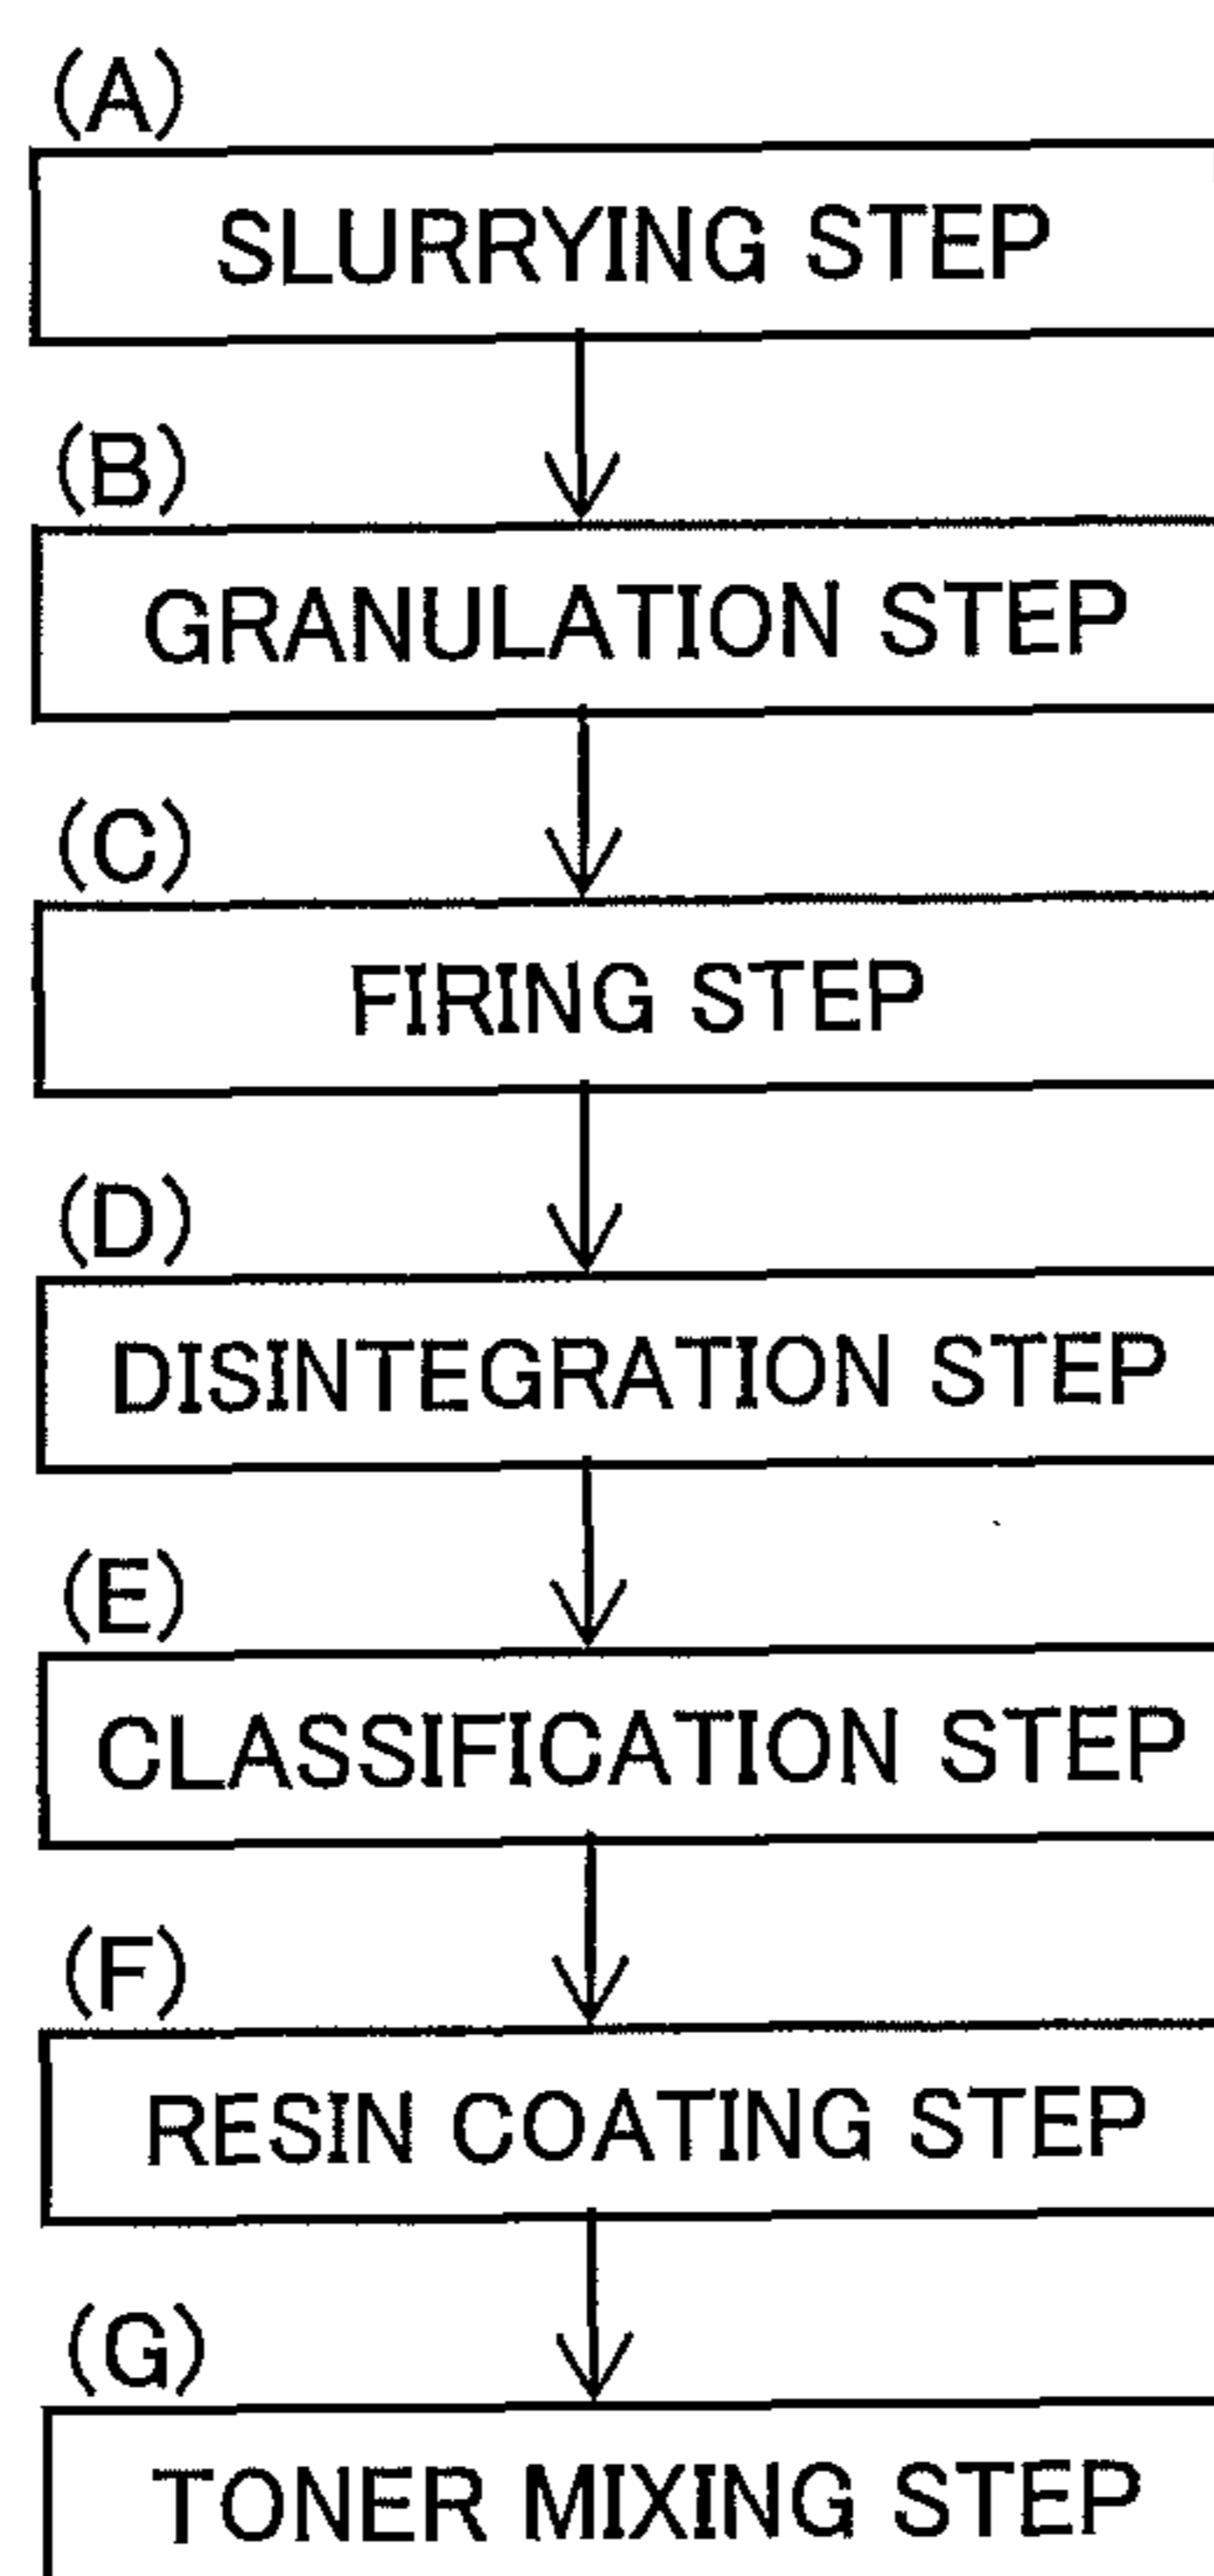 (A)
SLURRYING STEP
(B)
GRANULATION STEP
(C)
FIRING STEP
(D)
DISINTEGRATION STEP
(E)
CLASSIFICATION STEP
(F)
RESIN COATING STEP
(G)
TONER MIXING STEP